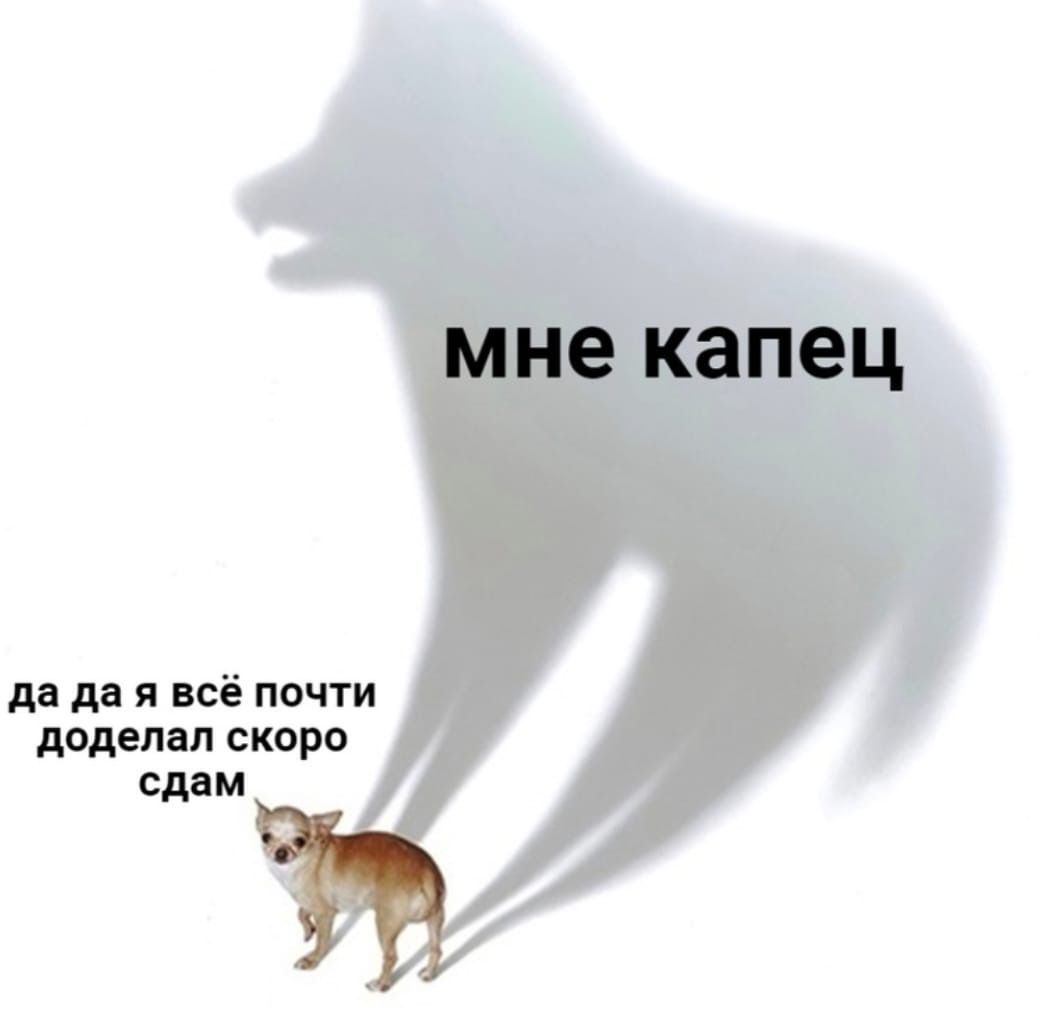 мне капец
да да я всё почти
доделал скоро
сдам